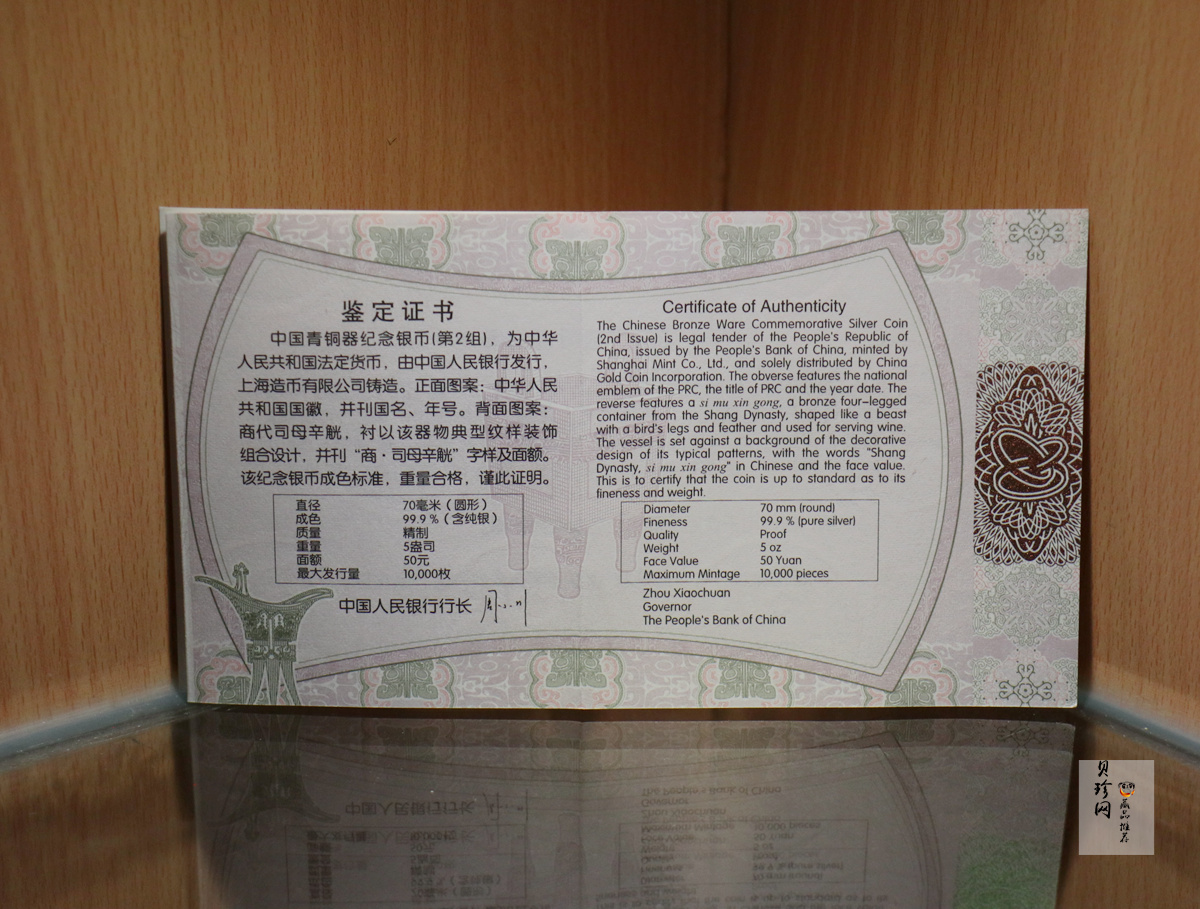 鉴定证书
中国青铜器纪念银币(第2组)，为中华
人民共和国法定货币，由中国人民银行发行，
上海造币有限公司铸造。正面图案：中华人民
共和国国徽，并刊国名、年号。背面图案：
商代司母辛觥，衬以该器物典型纹样装饰
组合设计，并刊“商·司母辛觥”字样及面额。
该纪念银币成色标准，重量合格，谨此证明。
直径 70毫米（圆形）
成色 99.9%（含纯银）
质量 精制
重量 5盎司
面额 50元
最大发行量 10,000枚
中国人民银行行长
Certificate of Authenticity
The Chinese Bronze Ware Commemorative Silver Coin
(2nd Issue) is legal tender of the People's Republic of
China, issued by the People's Bank of China, minted by
Shanghai Mint Co., Ltd., and solely distributed by China
Gold Coin Incorporation. The obverse features the national
emblem of the PRC, the title of PRC and the year date. The
reverse features a si mu xin gong, a bronze four-legged
container from the Shang Dynasty, shaped like a beast
with a bird's legs and feather and used for serving wine.
The vessel is set against a background of the decorative
design of its typical patterns, with the words "Shang
Dynasty, si mu xin gong" in Chinese and the face value.
This is to certify that the coin is up to standard as to its
fineness and weight.
Diameter 70 mm (round)
Fineness 99.9 % (pure silver)
Quality Proof
Weight 5 oz
Face Value 50 Yuan
Maximum Mintage 10,000 pieces
Zhou Xiaochuan
Governor
The People's Bank of China
贝珍网
藏品推荐